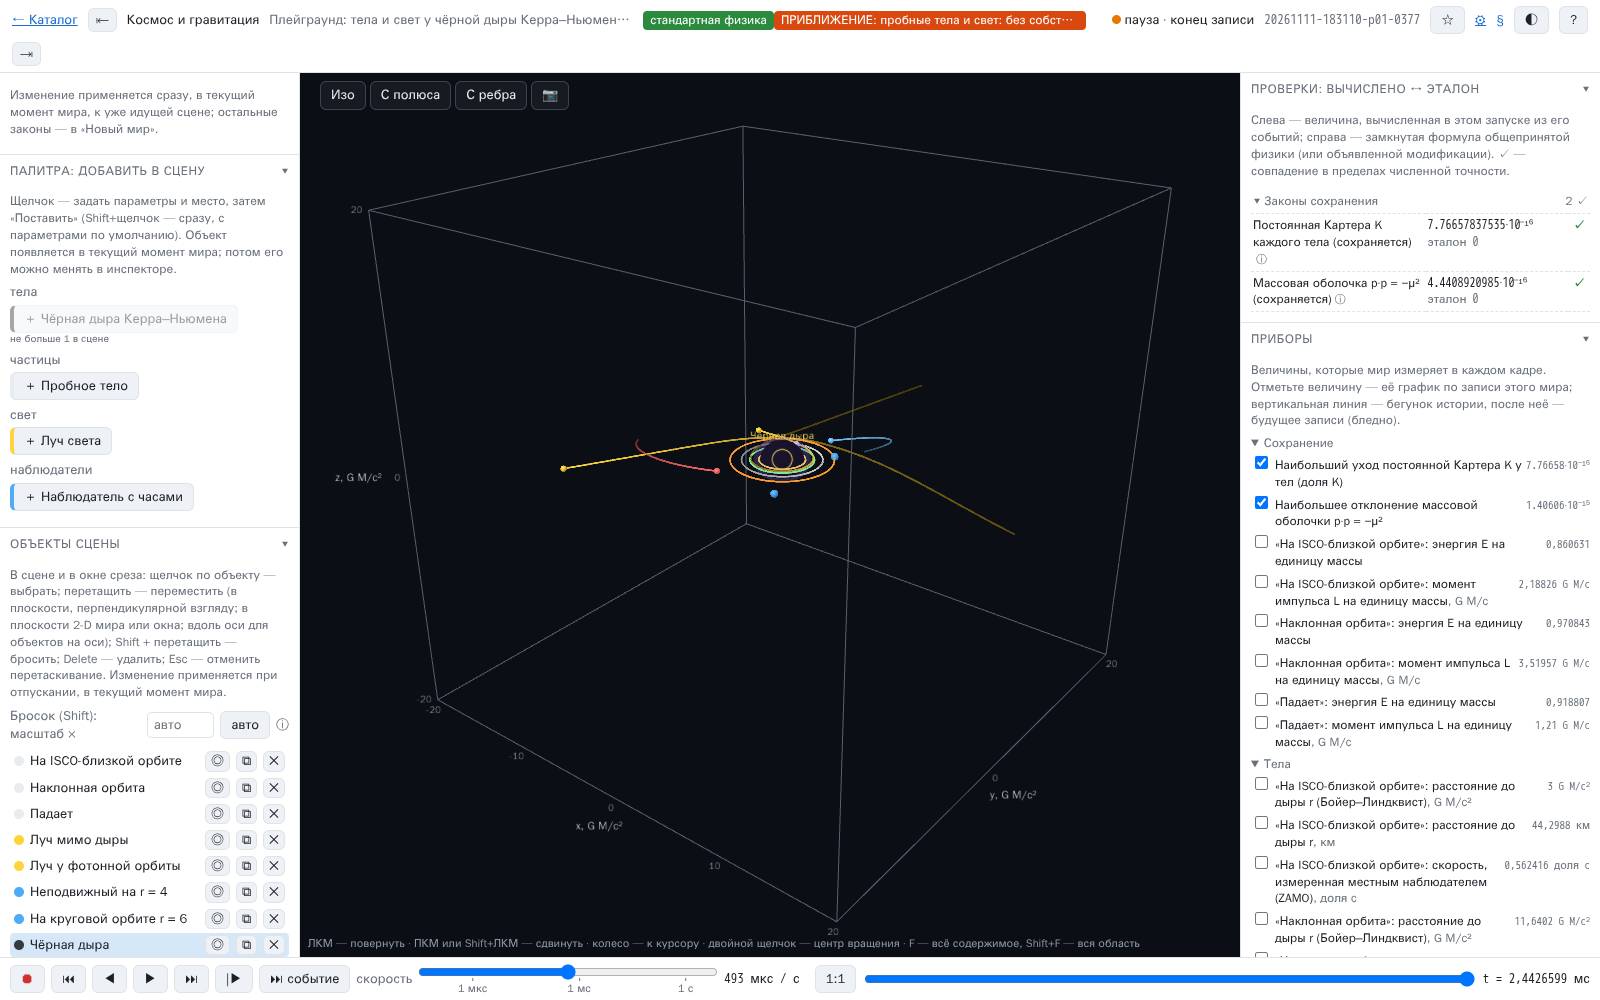 ← Каталог
Космос и гравитация
Плейграунд: тела и свет у чёрной дыры Керра—Ньюмен…
стандартная физика
ПРИБЛИЖЕНИЕ: пробные тела и свет: без собст…
пауза · конец записи
20261111-183110-p01-0377
§
?
Изменение применяется сразу, в текущий
момент мира, к уже идущей сцене; остальные
законы — в «Новый мир».
ПАЛИТРА: ДОБАВИТЬ В СЦЕНУ
Щелчок — задать параметры и место, затем
«Поставить» (Shift+щелчок — сразу, с
параметрами по умолчанию). Объект
появляется в текущий момент мира; потом его
можно менять в инспекторе.
тела
+ Чёрная дыра Керра—Ньюмена
не больше 1 в сцене
частицы
+ Пробное тело
свет
+ Луч света
наблюдатели
+ Наблюдатель с часами
ОБЪЕКТЫ СЦЕНЫ
В сцене и в окне среза: щелчок по объекту —
выбрать; перетащить — переместить (в
плоскости, перпендикулярной взгляду; в
плоскости 2-D мира или окна; вдоль оси для
объектов на оси); Shift + перетащить —
бросить; Delete — удалить; Esc — отменить
перетаскивание. Изменение применяется при
отпускании, в текущий момент мира.
Бросок (Shift):
масштаб ×
авто
авто
На ISCO-близкой орбите
Наклонная орбита
Падает
Луч мимо дыры
Луч у фотонной орбиты
Неподвижный на r = 4
На круговой орбите r = 6
Чёрная дыра
Изо
С полюса
С ребра
20
z, G M/c² 0
-20
-20
-10
0
x, G M/c²
10
20
0
y, G M/c²
20
Чёрная дыра
ЛКМ — повернуть · ПКМ или Shift+ЛКМ — сдвинуть · колесо — к курсору · двойной щелчок — центр вращения · F — всё содержимое, Shift+F — вся область
ПРОВЕРКИ: ВЫЧИСЛЕНО ↔ ЭТАЛОН
Слева — величина, вычисленная в этом запуске из его
событий; справа — замкнутая формула общепринятой
физики (или объявленной модификации). ✓ —
совпадение в пределах численной точности.
Законы сохранения 2 ✓
Постоянная Картера K 7.76657837535·10⁻¹⁶ ✓
каждого тела (сохраняется) эталон 0
ⓘ
Массовая оболочка p·p = −μ² 4.4408920985·10⁻¹⁶ ✓
(сохраняется) ⓘ эталон 0
ПРИБОРЫ
Величины, которые мир измеряет в каждом кадре.
Отметьте величину — её график по записи этого мира;
вертикальная линия — бегунок истории, после неё —
будущее записи (бледно).
Сохранение
Наибольший уход постоянной Картера K у 7.76658·10⁻¹⁶
тел (доля K)
Наибольшее отклонение массовой 1.40606·10⁻¹⁵
оболочки p·p = −μ²
«На ISCO-близкой орбите»: энергия E на 0,860631
единицу массы
«На ISCO-близкой орбите»: момент 2,18826 G M/c
импульса L на единицу массы, G M/c
«Наклонная орбита»: энергия E на единицу 0,970843
массы
«Наклонная орбита»: момент импульса L 3,51957 G M/c
на единицу массы, G M/c
«Падает»: энергия E на единицу массы 0,918807
«Падает»: момент импульса L на единицу 1,21 G M/c
массы, G M/c
Тела
«На ISCO-близкой орбите»: расстояние до 3 G M/c²
дыры r (Бойер—Линдквист), G M/c²
«На ISCO-близкой орбите»: расстояние до 44,2988 км
дыры r, км
«На ISCO-близкой орбите»: скорость, 0,562416 доля c
измеренная местным наблюдателем
(ZAMO), доля c
«Наклонная орбита»: расстояние до 11,6402 G M/c²
дыры r (Бойер—Линдквист), G M/c²
событие
скорость
1 мкс
1 мс
1 с
493 мкс / с
1:1
t = 2,4426599 мс